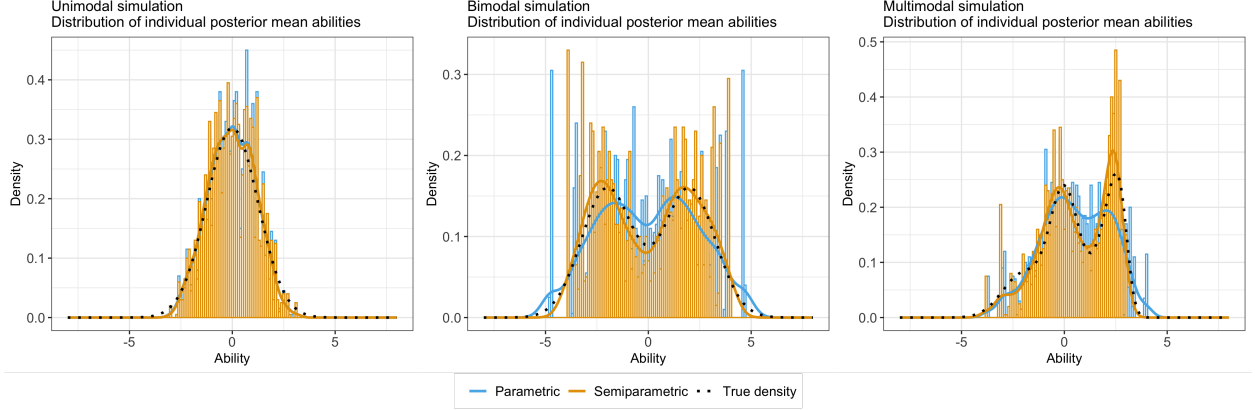 Unimodal simulation
Distribution of individual posterior mean abilities
Density
0.4
0.3
0.2
0.1
0.0
-5
0
5
Ability
Bimodal simulation
Distribution of individual posterior mean abilities
Density
0.3
0.2
0.1
0.0
-5
0
5
Ability
Multimodal simulation
Distribution of individual posterior mean abilities
Density
0.5
0.4
0.3
0.2
0.1
0.0
-5
0
5
Ability
Parametric Semiparametric True density